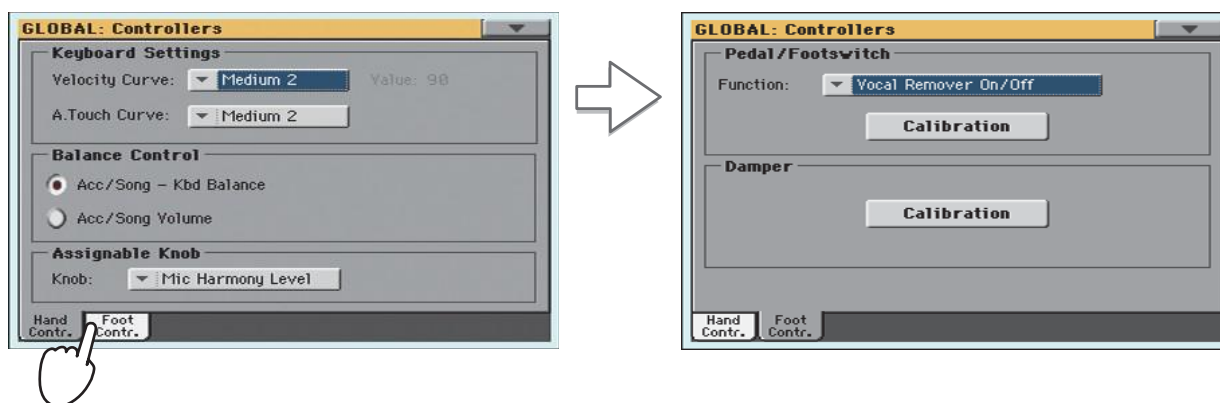 GLOBAL: Controllers
Keyboard Settings
Velocity Curve: Medium 2 Value: 90
A.Touch Curve: Medium 2
Balance Control
Acc/Song - Kbd Balance
Acc/Song Volume
Assignable Knob
Knob: Mic Harmony Level
Hand Contr.
Foot Contr.
GLOBAL: Controllers
Pedal/Footswitch
Function: Vocal Remover On/Off
Calibration
Damper
Calibration
Hand Contr.
Foot Contr.